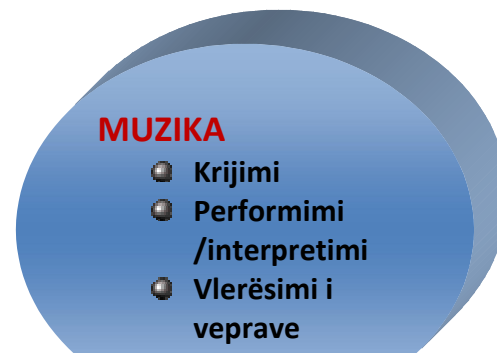 MUZIKA
Krijimi
Performimi
/interpretimi
Vlerësimi i
veprave